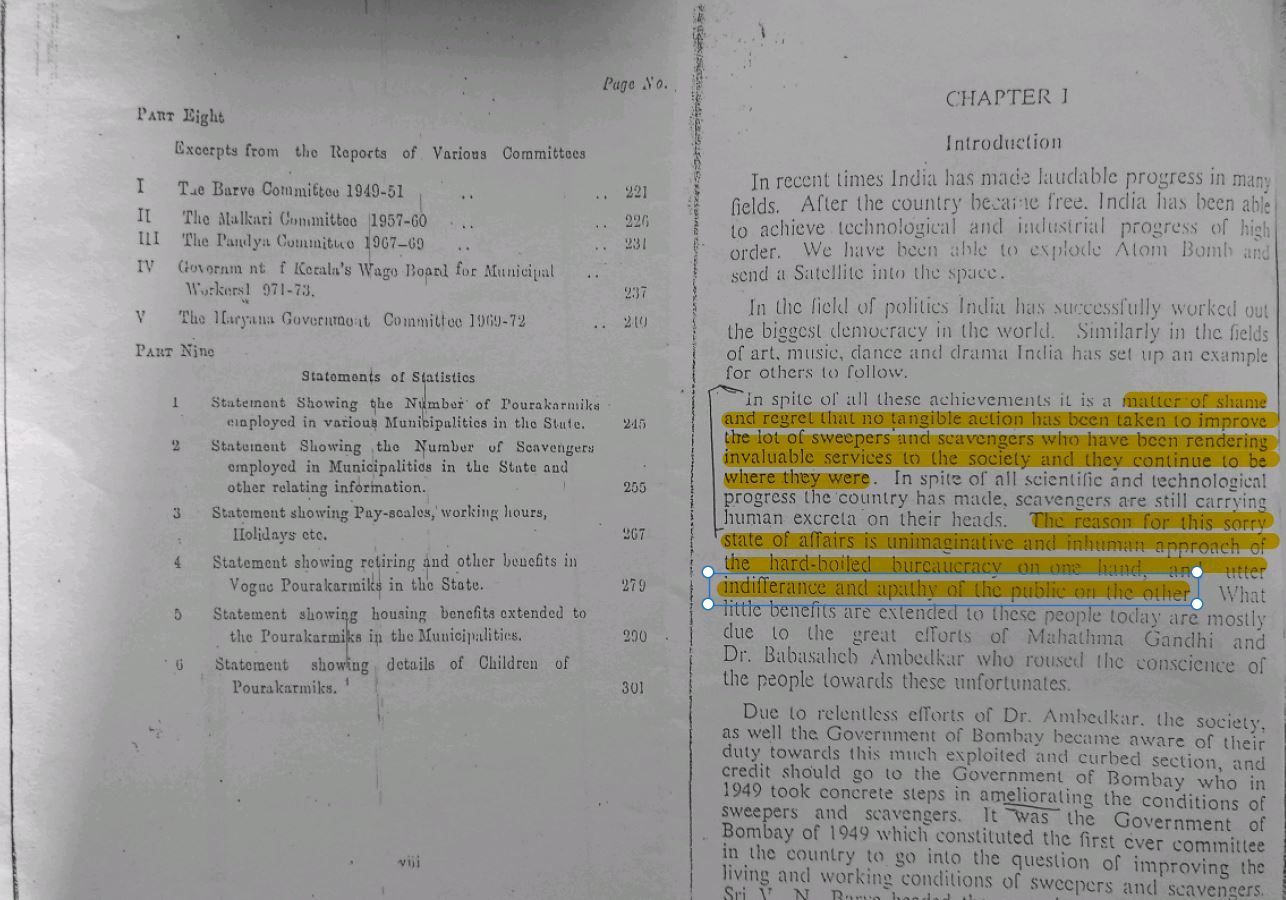 Page No.
PART Eight
Excerpts from the Reports of Various Committees
I The Barve Committee 1949-51 .. .. 221
II The Malkari Committee 1957-60 .. .. 226
III The Pandya Committee 1967-69 .. .. 231
IV Governm nt f Kerala's Wage Board for Municipal ..
Workers1 971-73. 237
V The Haryana Government Committee 1969-72 .. 240
PART Nine
Statements of Statistics
1 Statement Showing the Number of Pourakarmiks
employed in various Municipalities in the State. 245
2 Statement Showing the Number of Scavengers
employed in Municipalities in the State and
other relating information. 255
3 Statement showing Pay-scales, working hours,
Holidays etc. 267
4 Statement showing retiring and other benefits in
Vogue Pourakarmiks in the State. 279
5 Statement showing housing benefits extended to
the Pourakarmiks in the Municipalities. 290
6 Statement showing details of Children of
Pourakarmiks. 301
viii
CHAPTER I
Introduction
In recent times India has made laudable progress in many
fields. After the country became free. India has been able
to achieve technological and industrial progress of high
order. We have been able to explode Atom Bomb and
send a Satellite into the space.
In the field of politics India has successfully worked out
the biggest democracy in the world. Similarly in the fields
of art, music, dance and drama India has set up an example
for others to follow.
In spite of all these achievements it is a matter of shame
and regret that no tangible action has been taken to improve
the lot of sweepers and scavengers who have been rendering
invaluable services to the society and they continue to be
where they were. In spite of all scientific and technological
progress the country has made, scavengers are still carrying
human excreta on their heads. The reason for this sorry
state of affairs is unimaginative and inhuman approach of
the hard-boiled bureaucracy on one hand, and utter
indifferance and apathy of the public on the other. What
little benefits are extended to these people today are mostly
due to the great efforts of Mahathma Gandhi and
Dr. Babasaheb Ambedkar who roused the conscience of
the people towards these unfortunates.
Due to relentless efforts of Dr. Ambedkar. the society,
as well the Government of Bombay became aware of their
duty towards this much exploited and curbed section, and
credit should go to the Government of Bombay who in
1949 took concrete steps in ameliorating the conditions of
sweepers and scavengers. It was the Government of
Bombay of 1949 which constituted the first ever committee
in the country to go into the question of improving the
living and working conditions of sweepers and scavengers.
Sri V. N. Barve headed the